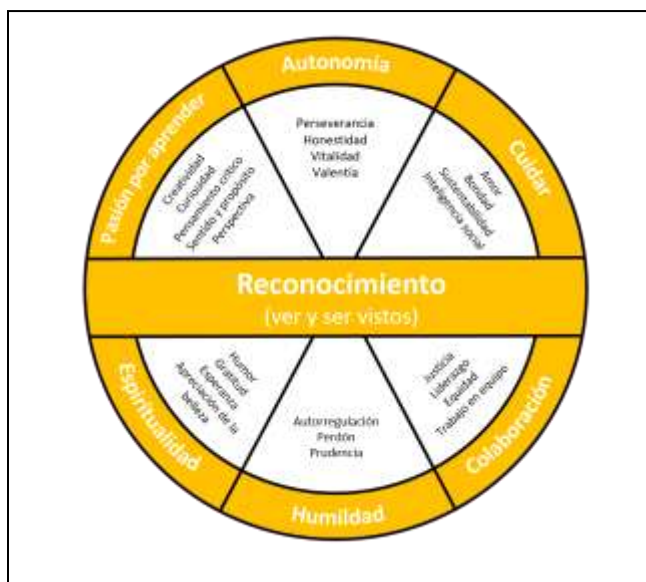 Autonomía
Pasión por aprender
Cuidar
Perseverancia
Honestidad
Vitalidad
Valentía
Creatividad
Curiosidad
Pensamiento crítico
Sentido y propósito
Perspectiva
Amor
Bondad
Sustentabilidad
Inteligencia social
Reconocimiento
(ver y ser vistos)
Humor
Gratitud
Esperanza
Apreciación de la
belleza
Autorregulación
Perdón
Prudencia
Justicia
Liderazgo
Equidad
Trabajo en equipo
Espiritualidad
Humildad
Colaboración